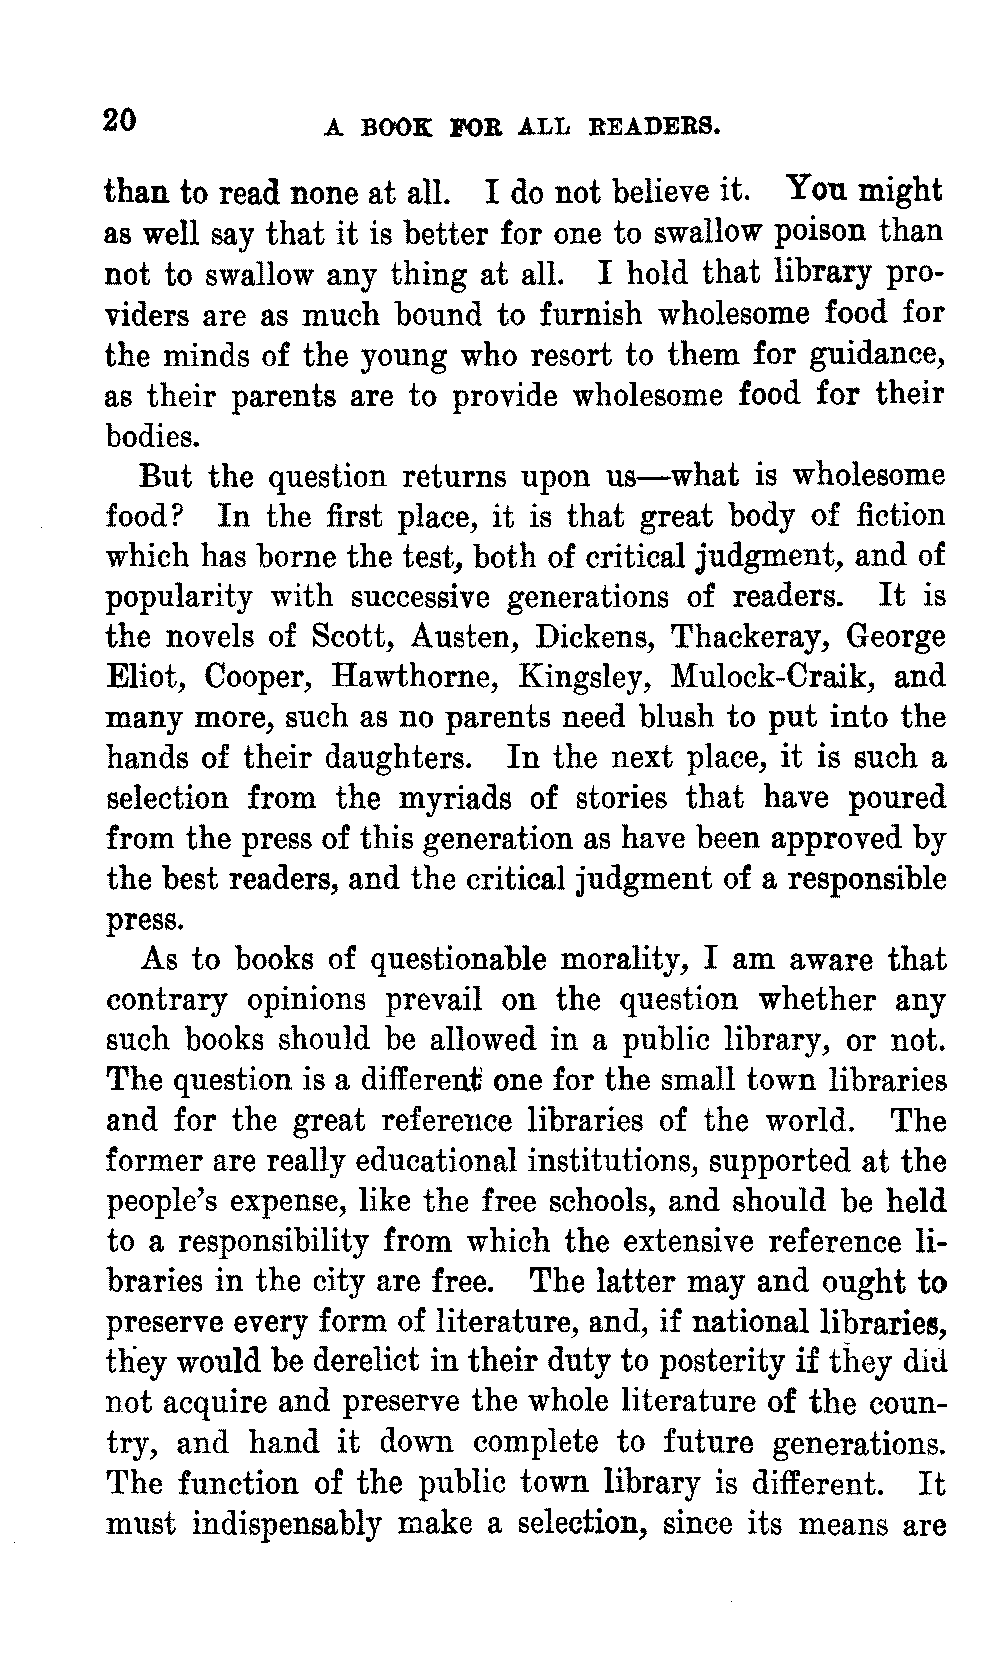 20 A BOOK FOR ALL READERS.
than to read none at all. I do not believe it. You might
as well say that it is better for one to swallow poison than
not to swallow any thing at all. I hold that library pro-
viders are as much bound to furnish wholesome food for
the minds of the young who resort to them for guidance,
as their parents are to provide wholesome food for their
bodies.
But the question returns upon us—what is wholesome
food? In the first place, it is that great body of fiction
which has borne the test, both of critical judgment, and of
popularity with successive generations of readers. It is
the novels of Scott, Austen, Dickens, Thackeray, George
Eliot, Cooper, Hawthorne, Kingsley, Mulock-Craik, and
many more, such as no parents need blush to put into the
hands of their daughters. In the next place, it is such a
selection from the myriads of stories that have poured
from the press of this generation as have been approved by
the best readers, and the critical judgment of a responsible
press.
As to books of questionable morality, I am aware that
contrary opinions prevail on the question whether any
such books should be allowed in a public library, or not.
The question is a different one for the small town libraries
and for the great reference libraries of the world. The
former are really educational institutions, supported at the
people's expense, like the free schools, and should be held
to a responsibility from which the extensive reference li-
braries in the city are free. The latter may and ought to
preserve every form of literature, and, if national libraries,
they would be derelict in their duty to posterity if they did
not acquire and preserve the whole literature of the coun-
try, and hand it down complete to future generations.
The function of the public town library is different. It
must indispensably make a selection, since its means are